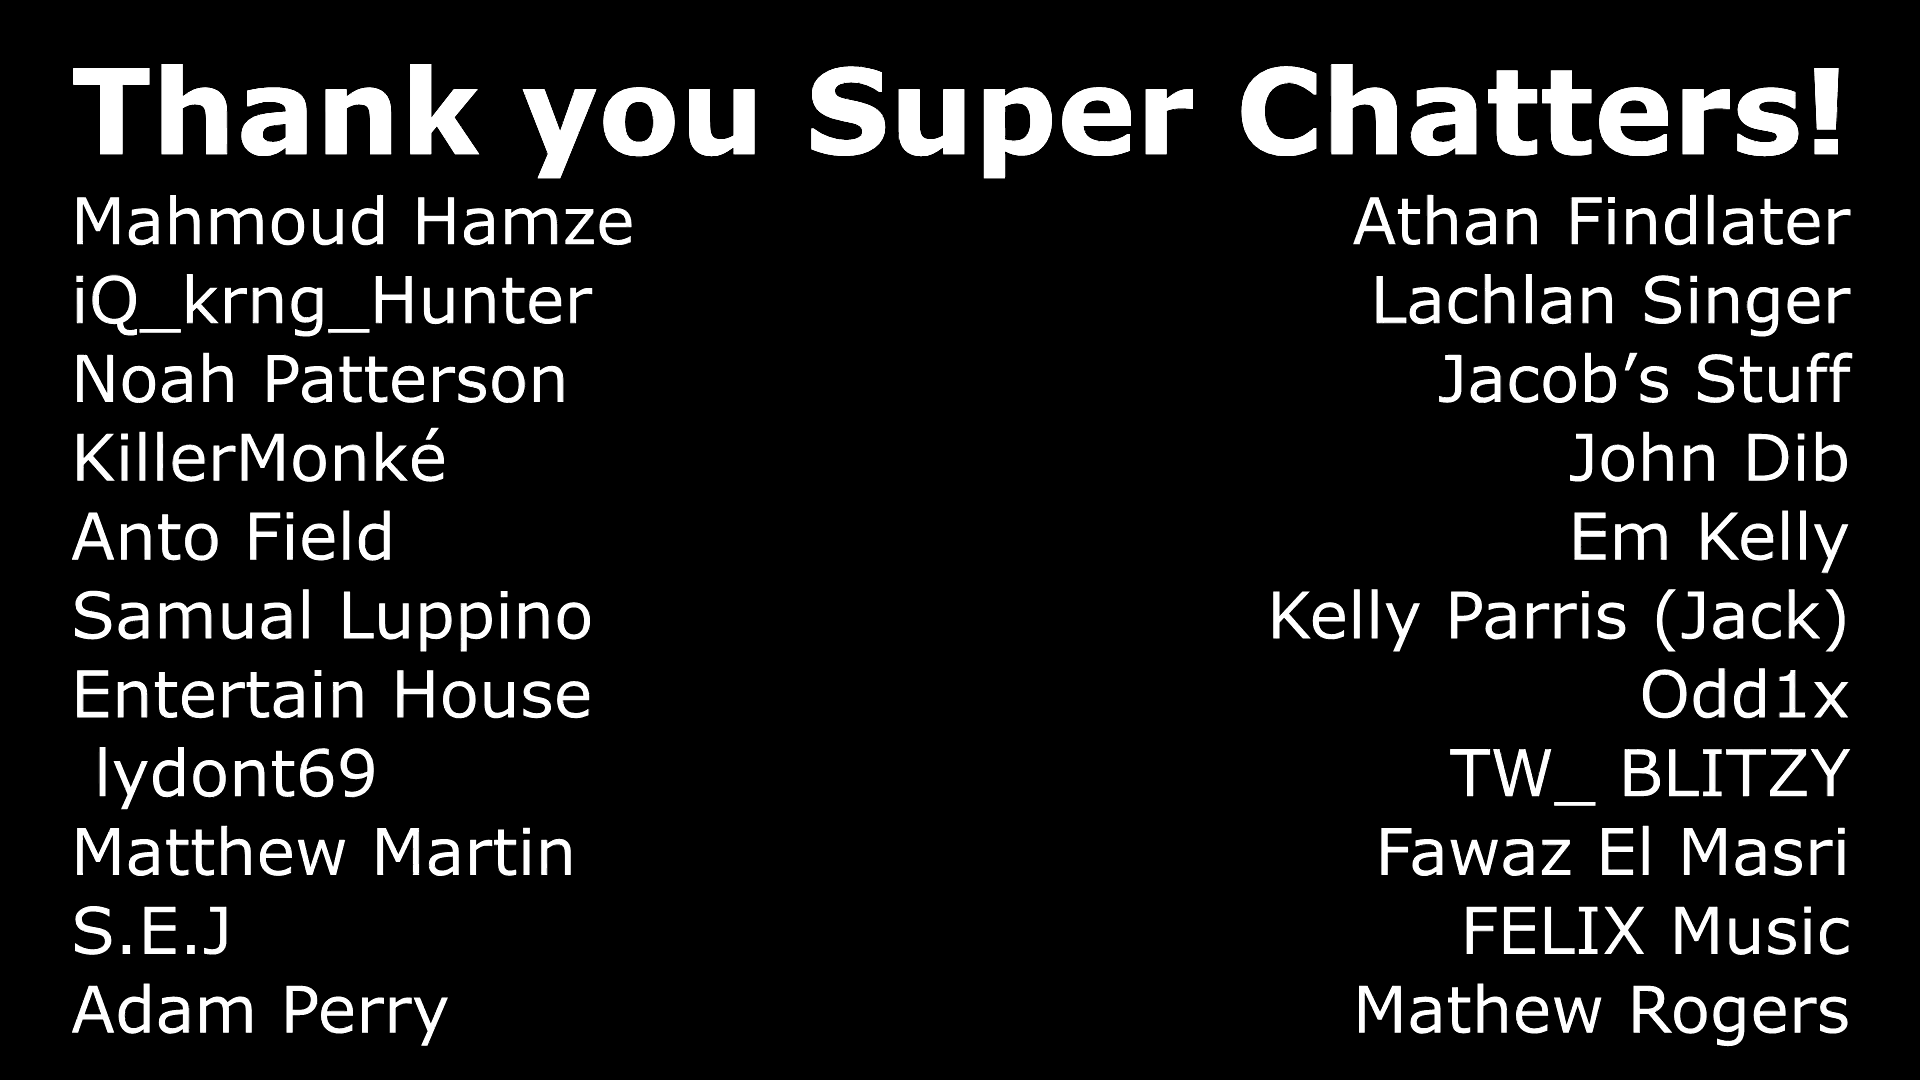 Thank you Super Chatters!
Mahmoud Hamze
iQ_krng_Hunter
Noah Patterson
KillerMonké
Anto Field
Samual Luppino
Entertain House
lydont69
Matthew Martin
S.E.J
Adam Perry
Athan Findlater
Lachlan Singer
Jacob’s Stuff
John Dib
Em Kelly
Kelly Parris (Jack)
Odd1x
TW_ BLITZY
Fawaz El Masri
FELIX Music
Mathew Rogers